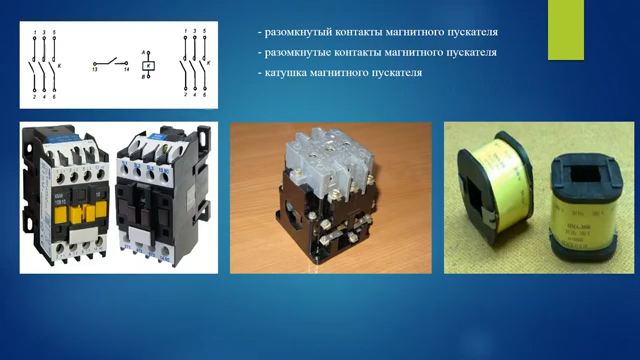 1 3 5
K
2 4 6
13 14
A
K
B
1 3 5
K
2 4 6
- разомкнутый контакты магнитного пускателя
- разомкнутые контакты магнитного пускателя
- катушка магнитного пускателя